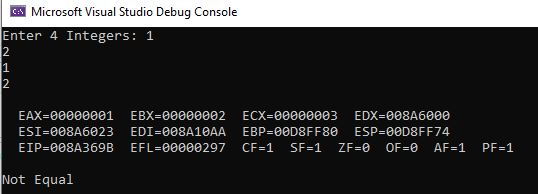 Microsoft Visual Studio Debug Console
Enter 4 Integers: 1
2
1
2
EAX=00000001 EBX=00000002 ECX=00000003 EDX=008A6000
ESI=008A6023 EDI=008A10AA EBP=00D8FF80 ESP=00D8FF74
EIP=008A369B EFL=00000297 CF=1 SF=1 ZF=0 OF=0 AF=1 PF=1
Not Equal